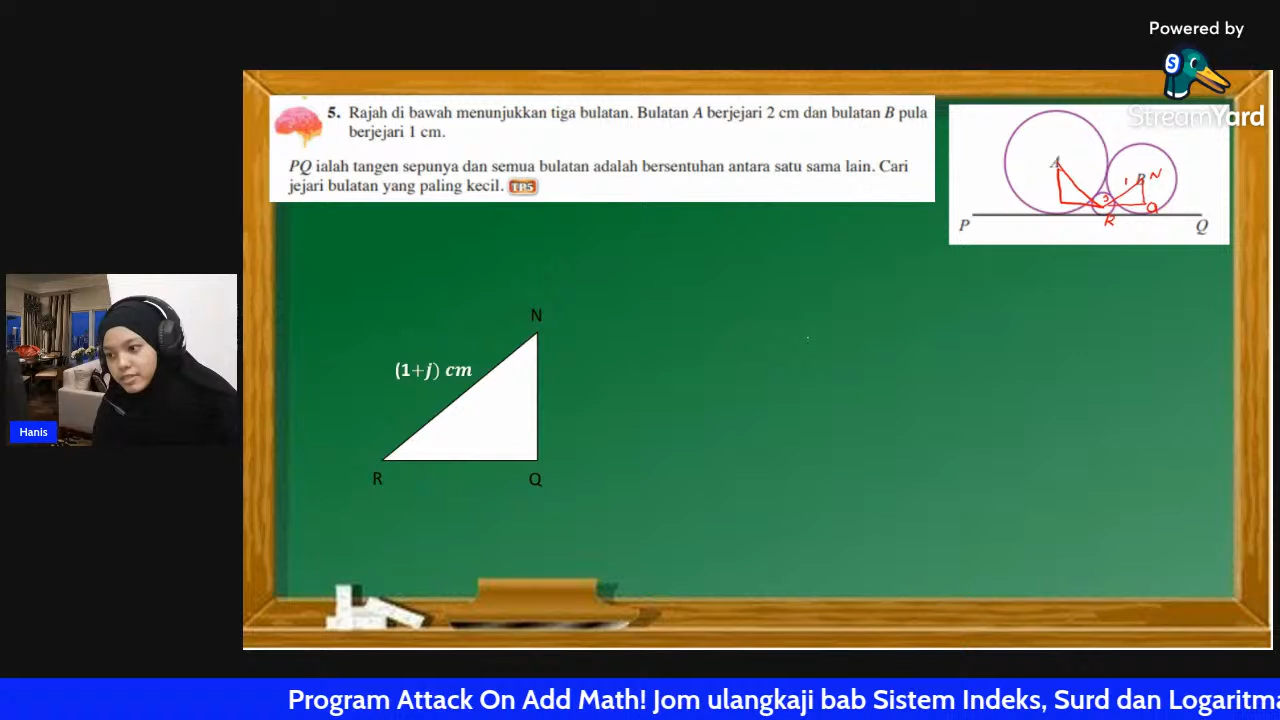 Powered by
S
StreamYard
5. Rajah di bawah menunjukkan tiga bulatan. Bulatan A berjejari 2 cm dan bulatan B pula
berjejari 1 cm.
PQ ialah tangen sepunya dan semua bulatan adalah bersentuhan antara satu sama lain. Cari
jejari bulatan yang paling kecil. TP5
A
1
B
N
j
Q
P
R
Q
N
(1+j) cm
R
Q
Hanis
Program Attack On Add Math! Jom ulangkaji bab Sistem Indeks, Surd dan Logaritma